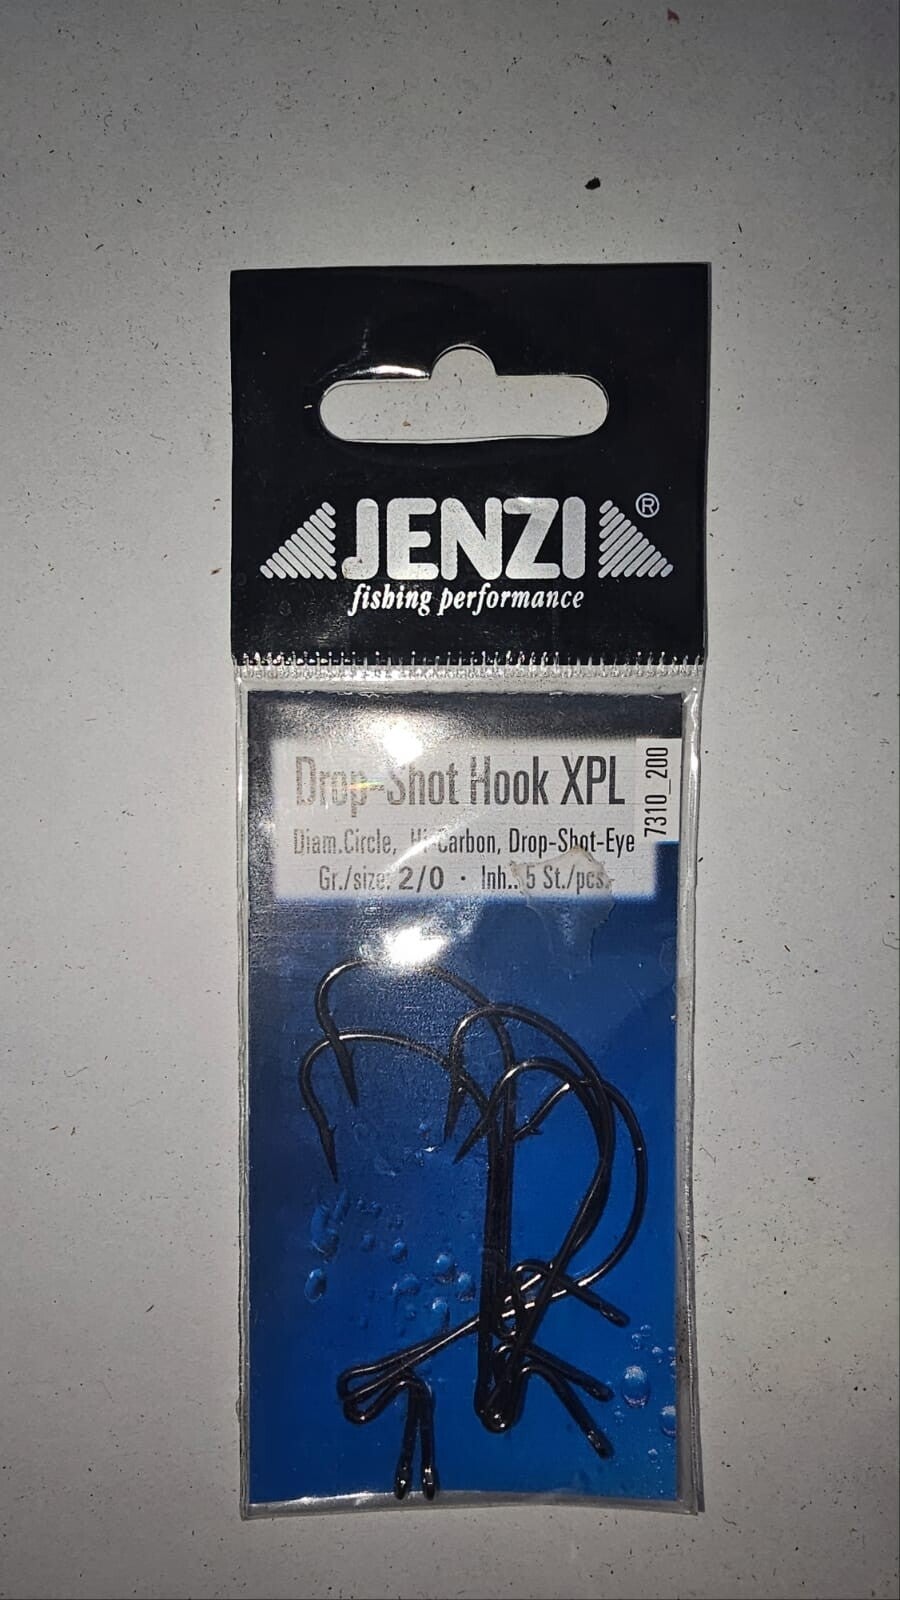 JENZI ®
fishing performance
Drop-Shot Hook XPL
7310_200
Diam.Circle, Hi-Carbon, Drop-Shot-Eye
Gr./size: 2/0 · Inh.: 5 St./pcs.